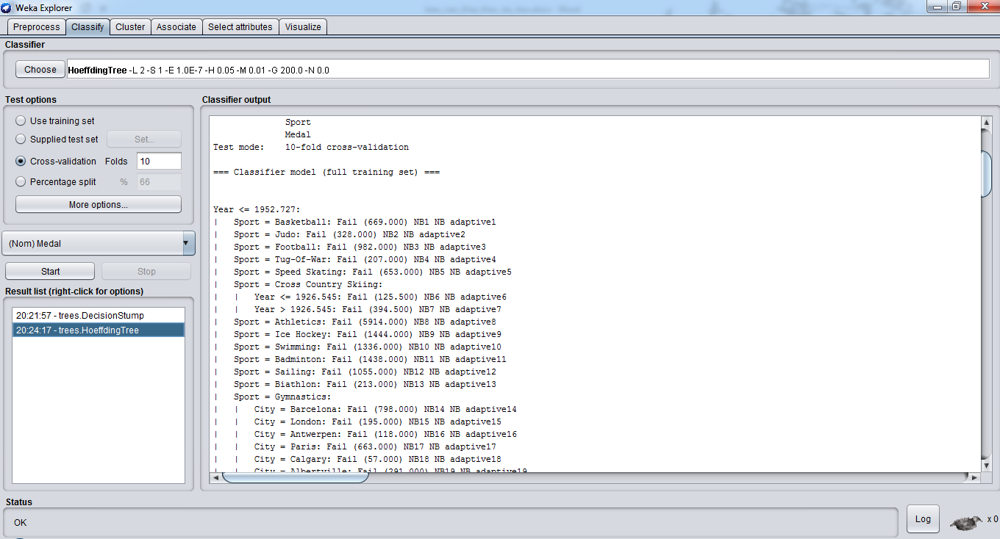 Weka Explorer
Preprocess Classify Cluster Associate Select attributes Visualize
Classifier
Choose HoeffdingTree -L 2 -S 1 -E 1.0E-7 -H 0.05 -M 0.01 -G 200.0 -N 0.0
Test options
Use training set
Supplied test set Set...
Cross-validation Folds 10
Percentage split % 66
More options...
(Nom) Medal
Start Stop
Result list (right-click for options)
20:21:57 - trees.DecisionStump
20:24:17 - trees.HoeffdingTree
Classifier output
Sport
Medal
Test mode: 10-fold cross-validation
=== Classifier model (full training set) ===
Year <= 1952.727:
| Sport = Basketball: Fail (669.000) NB1 NB adaptive1
| Sport = Judo: Fail (328.000) NB2 NB adaptive2
| Sport = Football: Fail (982.000) NB3 NB adaptive3
| Sport = Tug-Of-War: Fail (207.000) NB4 NB adaptive4
| Sport = Speed Skating: Fail (653.000) NB5 NB adaptive5
| Sport = Cross Country Skiing:
| | Year <= 1926.545: Fail (125.500) NB6 NB adaptive6
| | Year > 1926.545: Fail (394.500) NB7 NB adaptive7
| Sport = Athletics: Fail (5914.000) NB8 NB adaptive8
| Sport = Ice Hockey: Fail (1444.000) NB9 NB adaptive9
| Sport = Swimming: Fail (1336.000) NB10 NB adaptive10
| Sport = Badminton: Fail (1438.000) NB11 NB adaptive11
| Sport = Sailing: Fail (1055.000) NB12 NB adaptive12
| Sport = Biathlon: Fail (213.000) NB13 NB adaptive13
| Sport = Gymnastics:
| | City = Barcelona: Fail (798.000) NB14 NB adaptive14
| | City = London: Fail (195.000) NB15 NB adaptive15
| | City = Antwerpen: Fail (118.000) NB16 NB adaptive16
| | City = Paris: Fail (663.000) NB17 NB adaptive17
| | City = Calgary: Fail (57.000) NB18 NB adaptive18
| | City = Albertville: Fail (291.000) NB19 NB adaptive19
Status
OK
Log x 0